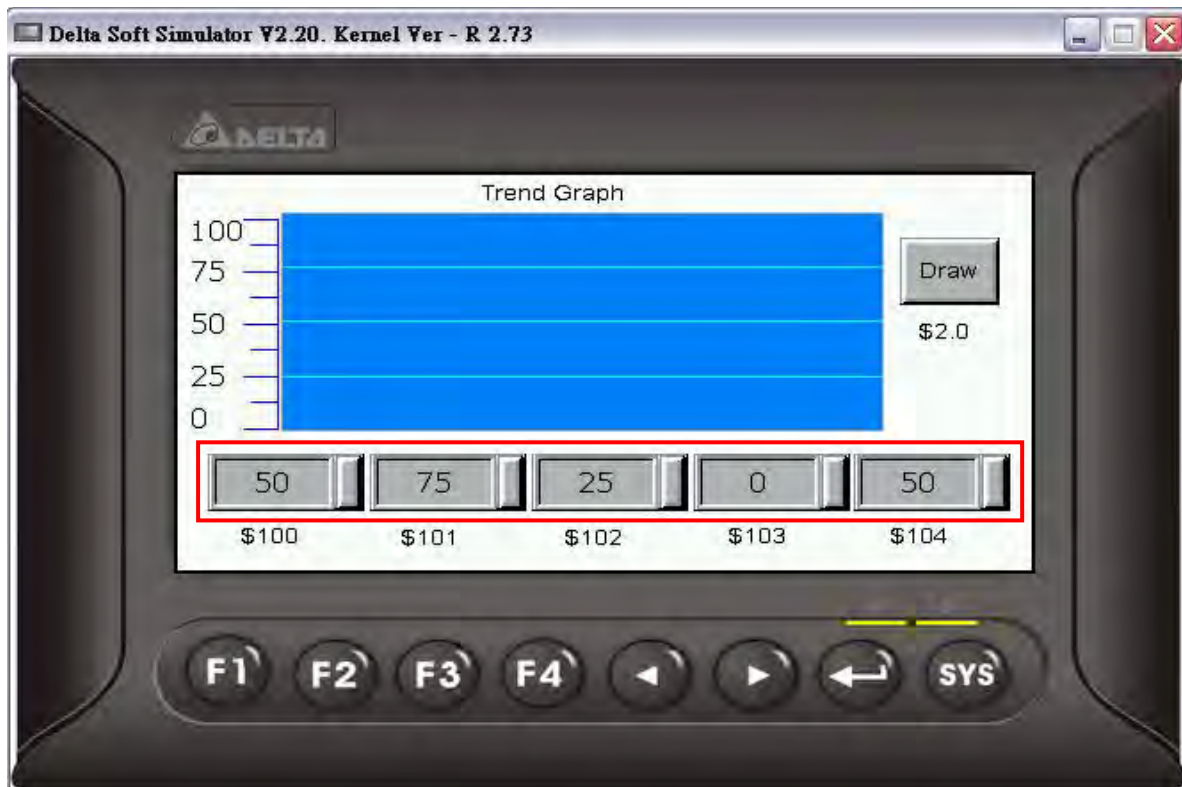 Delta Soft Simulator V2.20. Kernel Ver - R 2.73
DELTA
Trend Graph
100
75
50
25
0
Draw
$2.0
50 75 25 0 50
$100 $101 $102 $103 $104
F1 F2 F3 F4 SYS